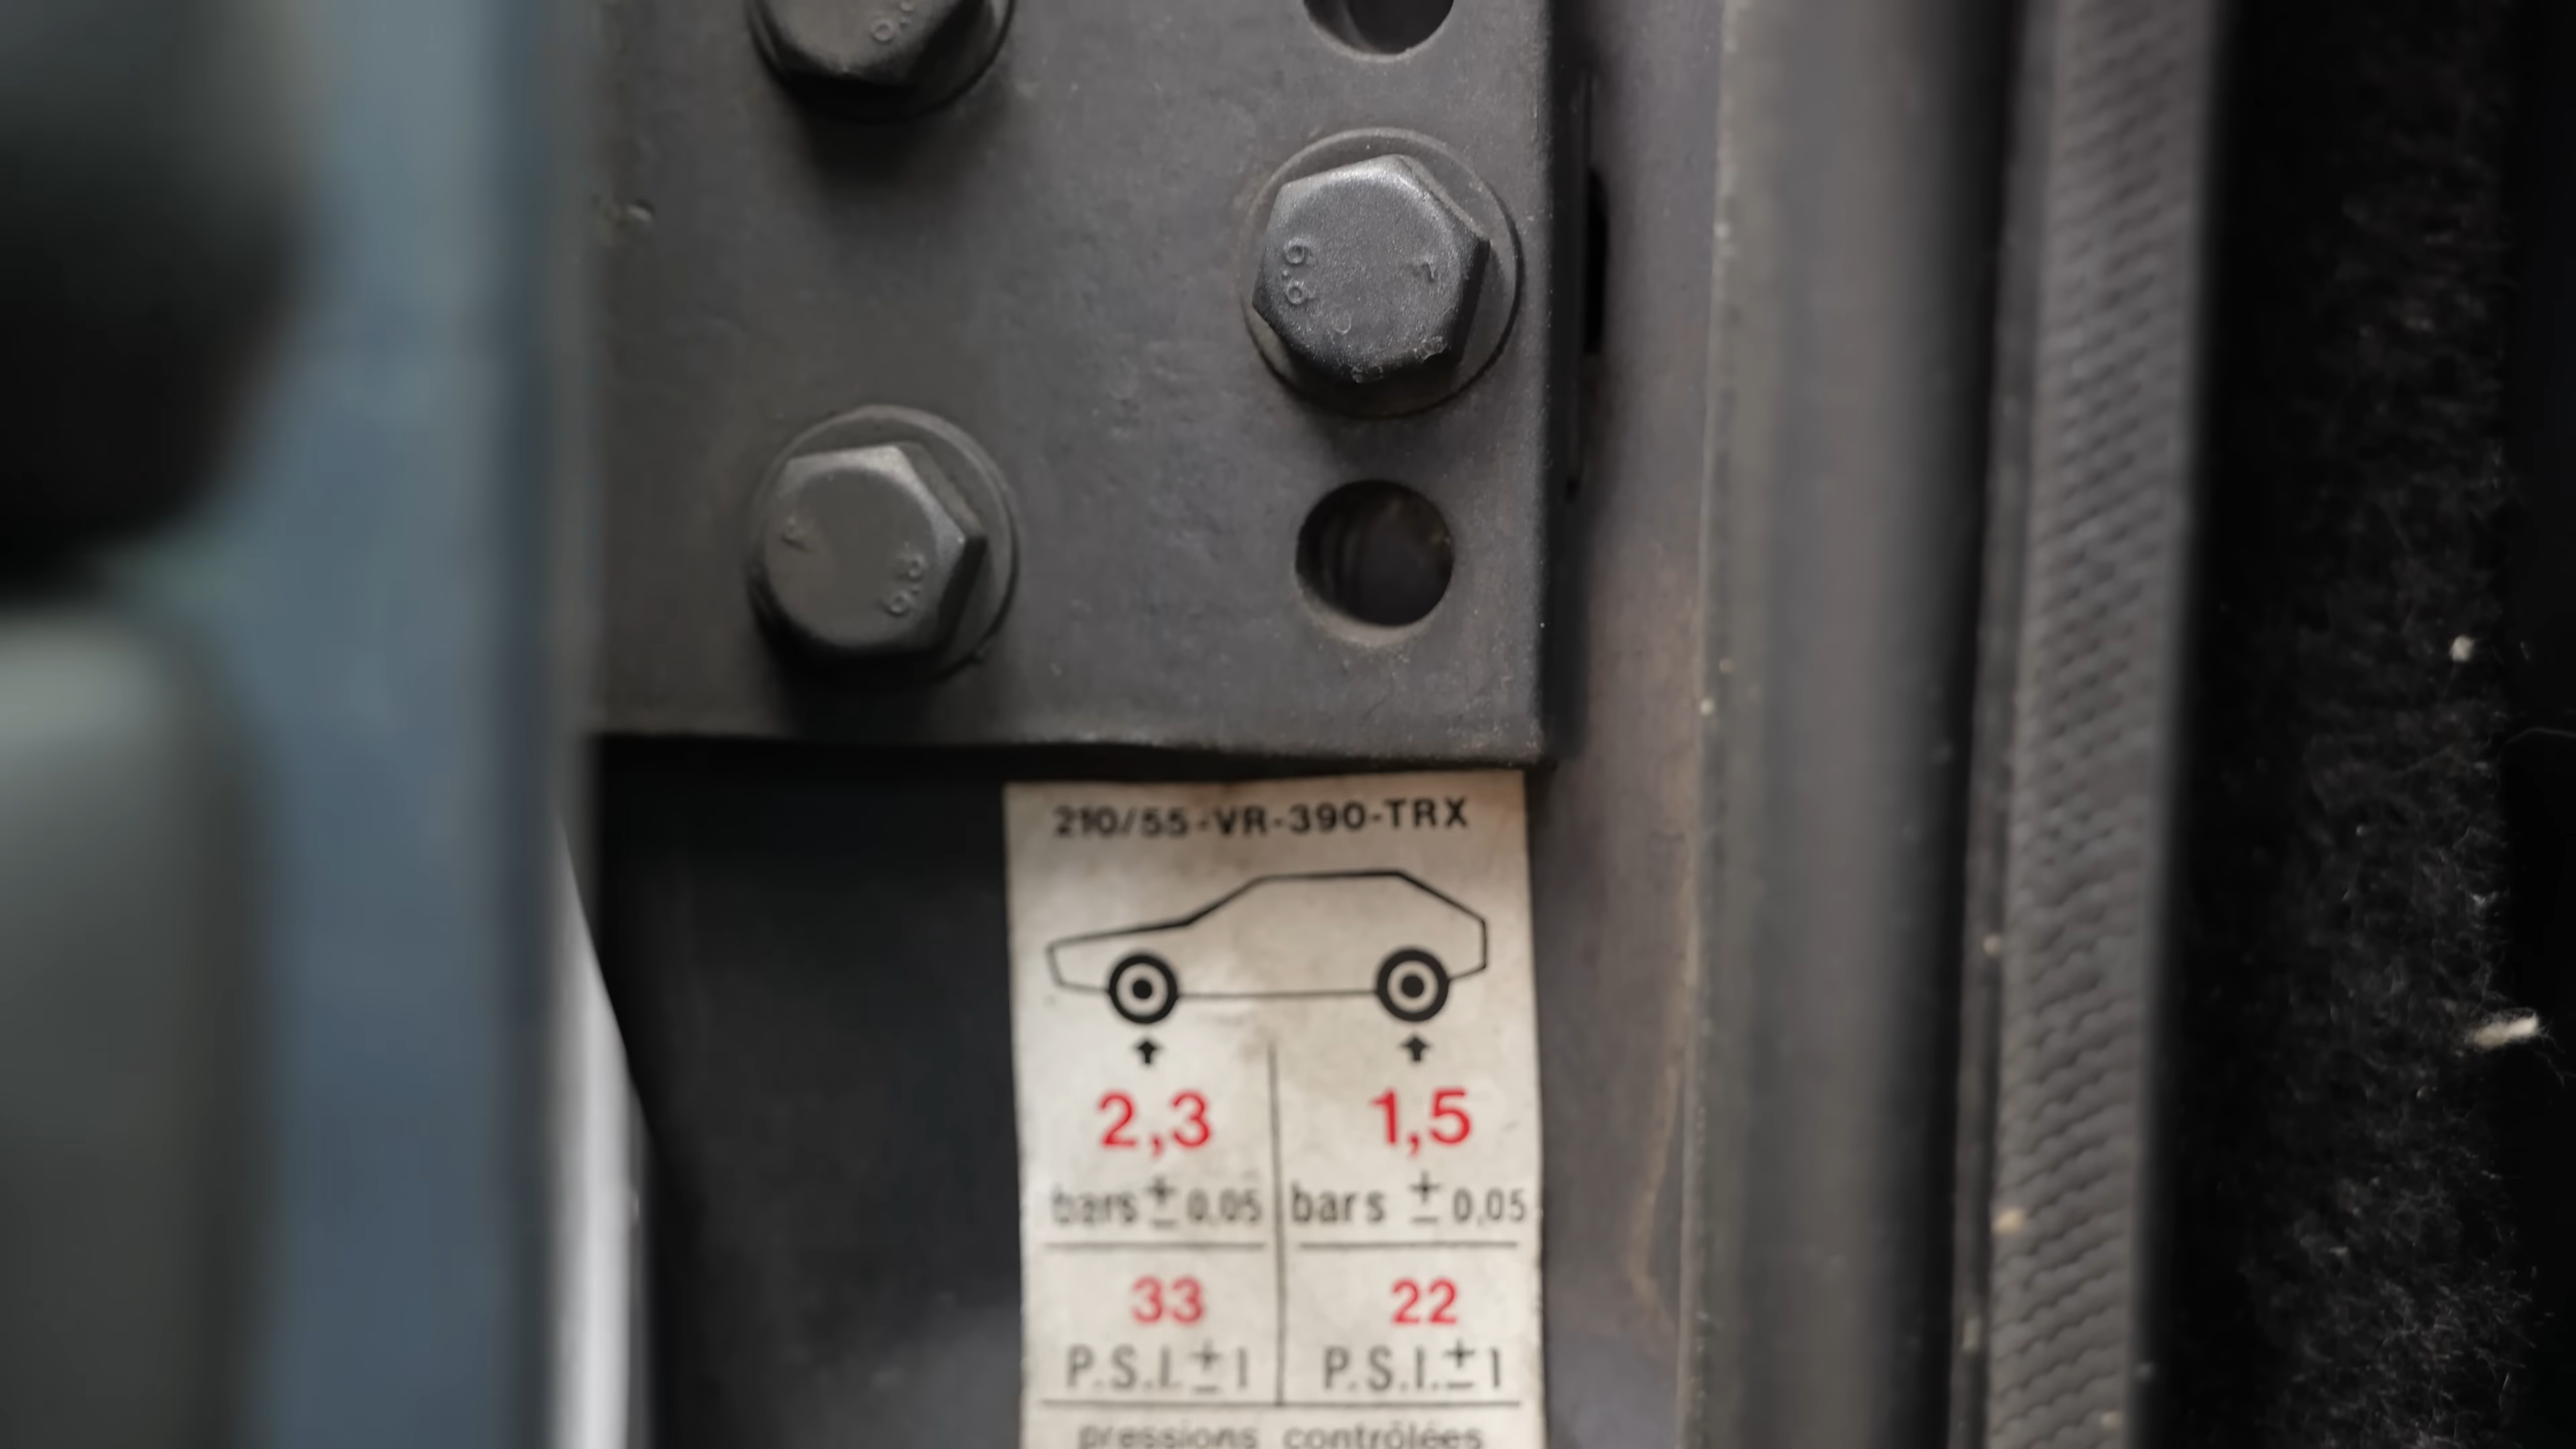 210/55-VR-390-TRX
2,3
1,5
bars ± 0,05
bars ± 0,05
33
22
P.S.I. ± 1
P.S.I. ± 1
pressions contrôlées